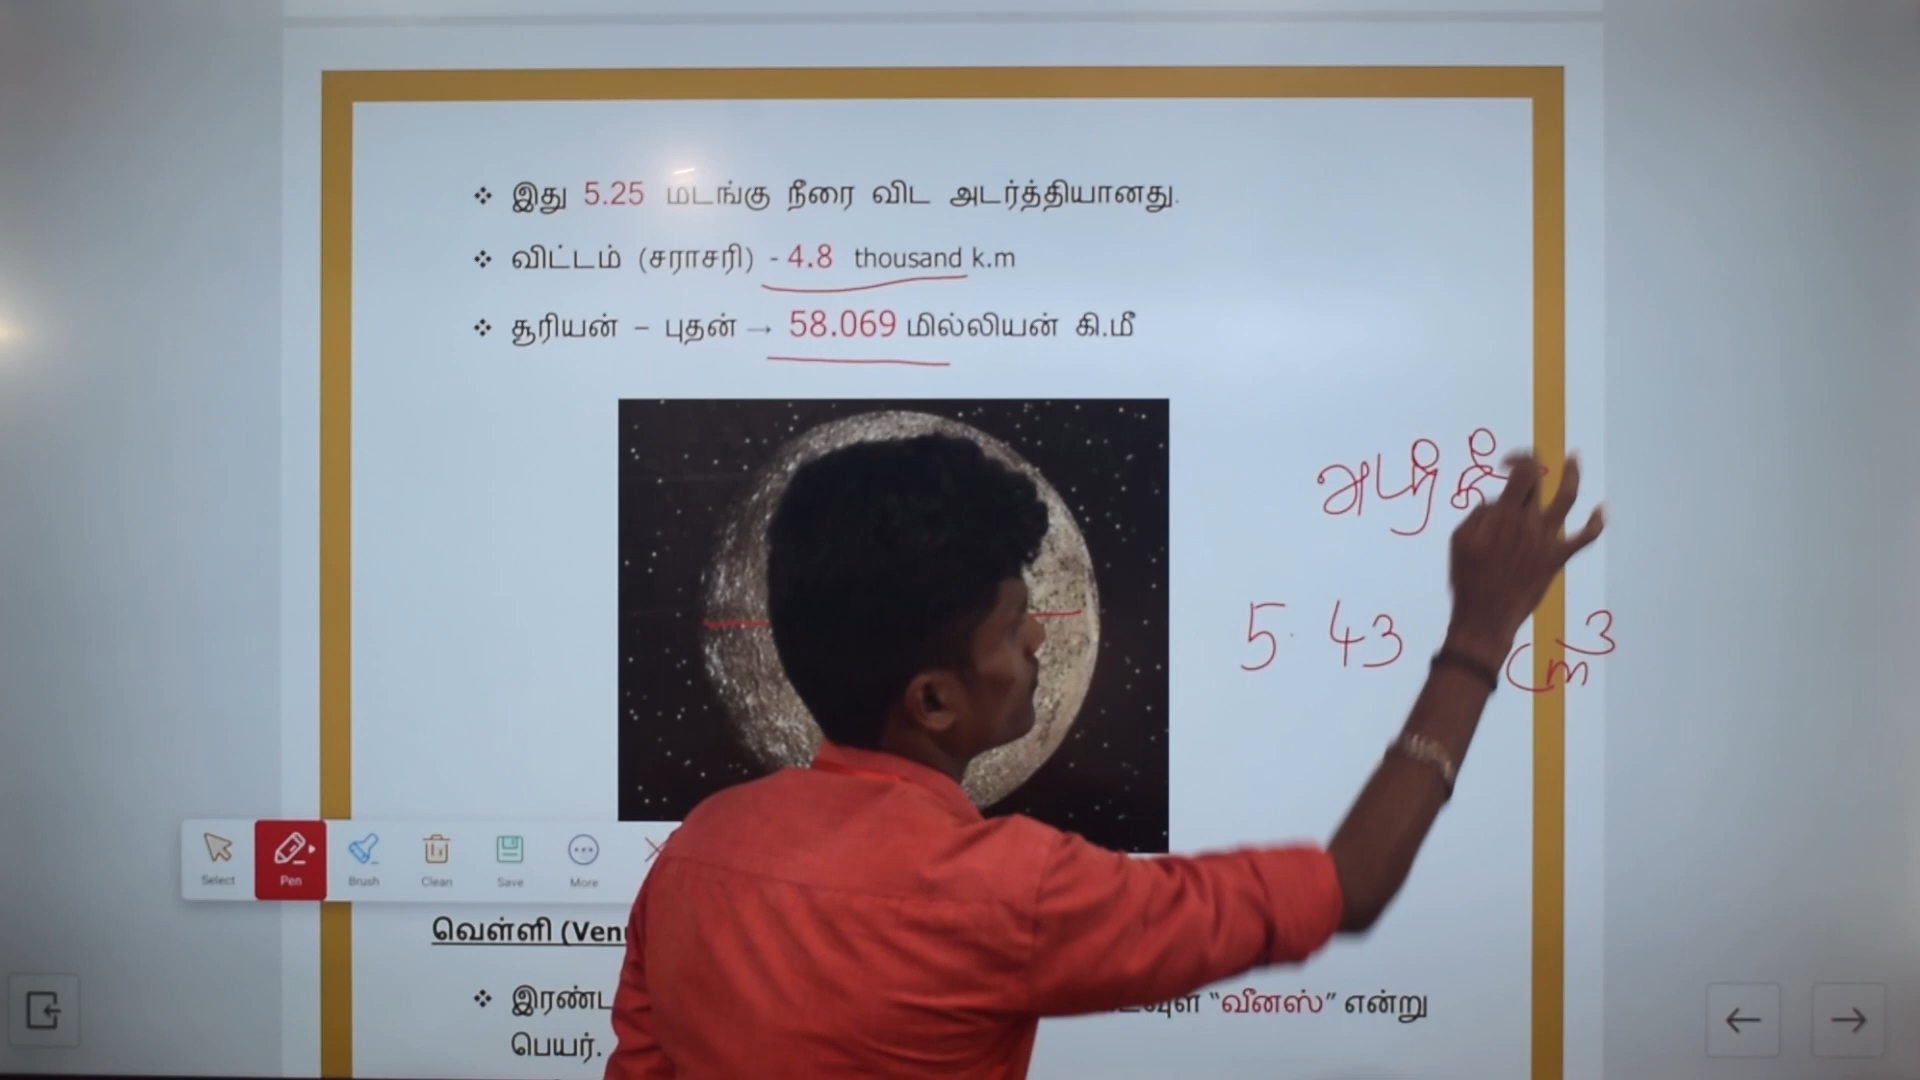 ❖ இது 5.25 மடங்கு நீரை விட அடர்த்தியானது.
❖ விட்டம் (சராசரி) - 4.8 thousand k.m
❖ சூரியன் – புதன் → 58.069 மில்லியன் கி.மீ
5.43
cm³
Select Pen Brush Clean Save More
வெள்ளி
❖ “வீனஸ்” என்று
பெயர்.